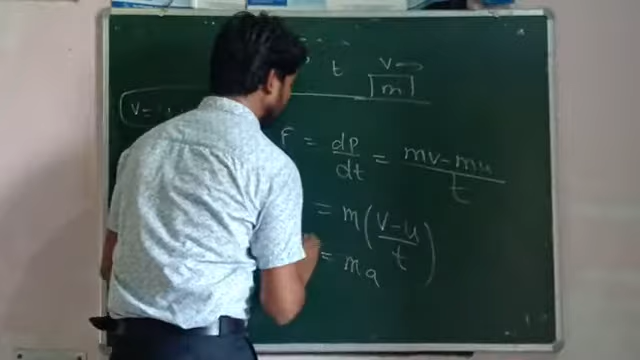 t v→
m
v=
F = dP/dt = mv-mu/t
= m(v-u/t)
= ma